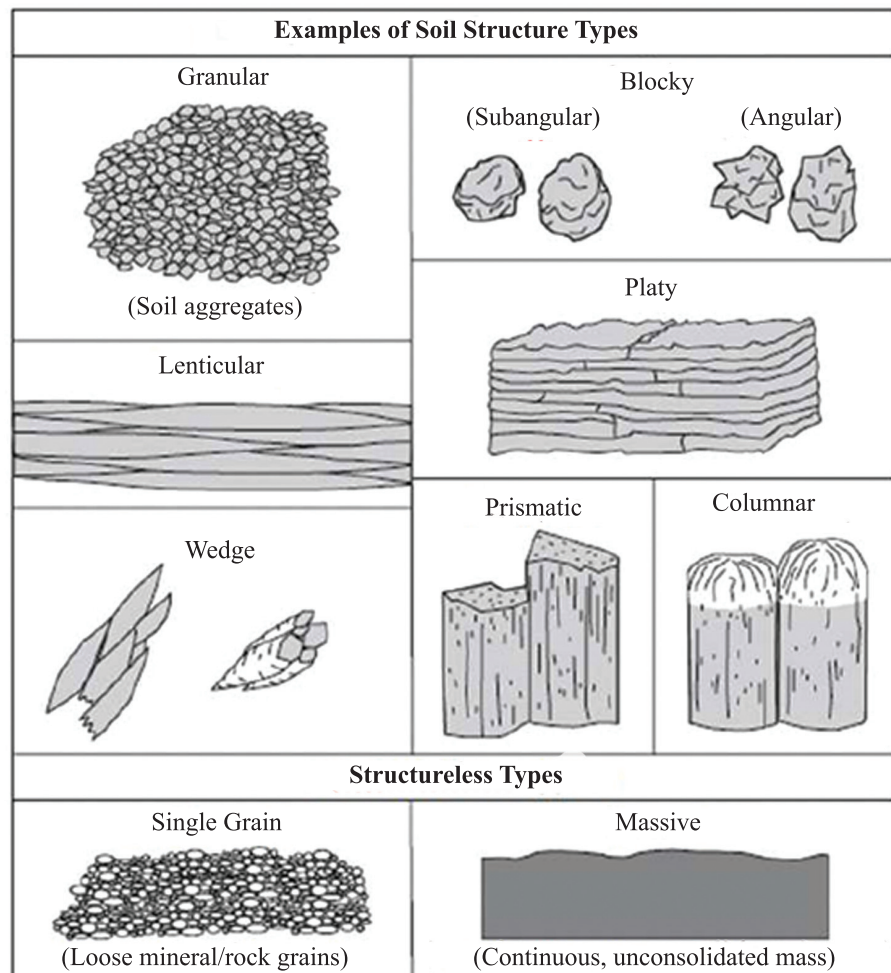 Examples of Soil Structure Types
Granular
(Soil aggregates)
Blocky
(Subangular)
(Angular)
Platy
Lenticular
Wedge
Prismatic
Columnar
Structureless Types
Single Grain
(Loose mineral/rock grains)
Massive
(Continuous, unconsolidated mass)